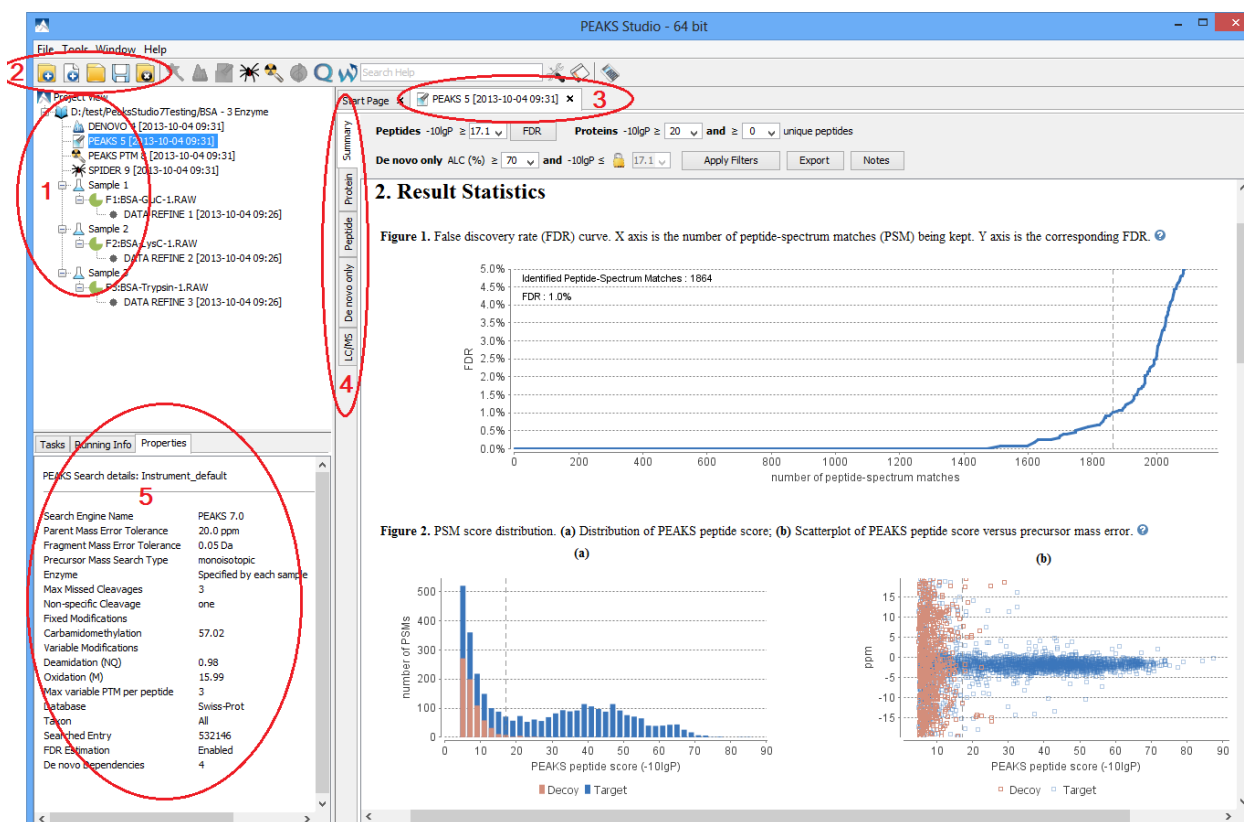 PEAKS Studio - 64 bit
File Tools Window Help
2
Search Help
Project View
D:/test/PeaksStudio7Testing/BSA - 3 Enzyme
DENOVO 4 [2013-10-04 09:31]
PEAKS 5 [2013-10-04 09:31]
PEAKS PTM 8 [2013-10-04 09:31]
SPIDER 9 [2013-10-04 09:31]
Sample 1
1
F1:BSA-GluC-1.RAW
DATA REFINE 1 [2013-10-04 09:26]
Sample 2
F2:BSA-LysC-1.RAW
DATA REFINE 2 [2013-10-04 09:26]
Sample 3
F3:BSA-Trypsin-1.RAW
DATA REFINE 3 [2013-10-04 09:26]
Tasks Running Info Properties
PEAKS Search details: Instrument_default
5
Search Engine Name PEAKS 7.0
Parent Mass Error Tolerance 20.0 ppm
Fragment Mass Error Tolerance 0.05 Da
Precursor Mass Search Type monoisotopic
Enzyme Specified by each sample
Max Missed Cleavages 3
Non-specific Cleavage one
Fixed Modifications
Carbamidomethylation 57.02
Variable Modifications
Deamidation (NQ) 0.98
Oxidation (M) 15.99
Max variable PTM per peptide 3
Database Swiss-Prot
Taxon All
Searched Entry 532146
FDR Estimation Enabled
De novo Dependencies 4
Start Page PEAKS 5 [2013-10-04 09:31] 3
Summary
Protein
Peptide
De novo only
LC/MS
4
Peptides -10lgP ≥ 17.1 FDR Proteins -10lgP ≥ 20 and ≥ 0 unique peptides
De novo only ALC (%) ≥ 70 and -10lgP ≤ 17.1 Apply Filters Export Notes
2. Result Statistics
Figure 1. False discovery rate (FDR) curve. X axis is the number of peptide-spectrum matches (PSM) being kept. Y axis is the corresponding FDR.
Identified Peptide-Spectrum Matches : 1864
FDR : 1.0%
5.0%
4.5%
4.0%
3.5%
3.0%
2.5%
2.0%
1.5%
1.0%
0.5%
0.0%
FDR
0 200 400 600 800 1000 1200 1400 1600 1800 2000
number of peptide-spectrum matches
Figure 2. PSM score distribution. (a) Distribution of PEAKS peptide score; (b) Scatterplot of PEAKS peptide score versus precursor mass error.
(a)
500
400
300
200
100
0
number of PSMs
0 10 20 30 40 50 60 70 80 90
PEAKS peptide score (-10lgP)
Decoy Target
(b)
15
10
5
0
-5
-10
-15
ppm
10 20 30 40 50 60 70 80 90
PEAKS peptide score (-10lgP)
Decoy Target